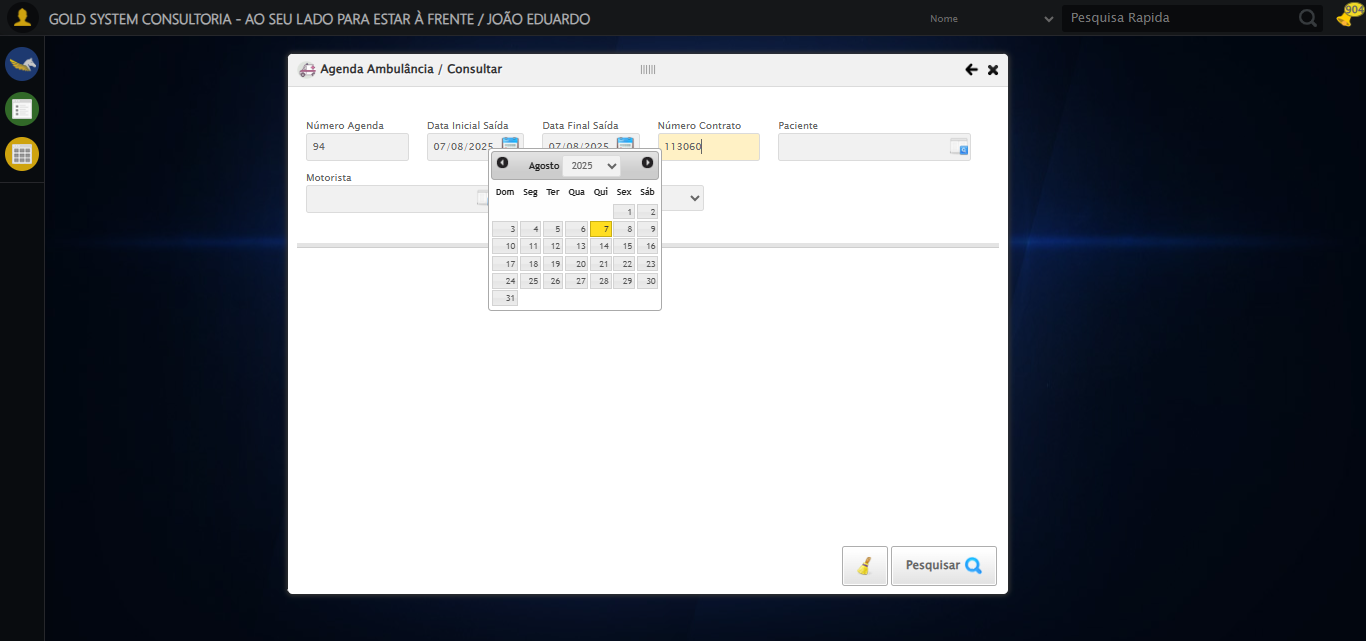 GOLD SYSTEM CONSULTORIA - AO SEU LADO PARA ESTAR À FRENTE / JOÃO EDUARDO
Nome
Pesquisa Rapida
904
Agenda Ambulância / Consultar
Número Agenda
Data Inicial Saída
Data Final Saída
Número Contrato
Paciente
94
07/08/2025
07/08/2025
113060
Motorista
Agosto 2025
Dom Seg Ter Qua Qui Sex Sáb
1 2
3 4 5 6 7 8 9
10 11 12 13 14 15 16
17 18 19 20 21 22 23
24 25 26 27 28 29 30
31
Pesquisar